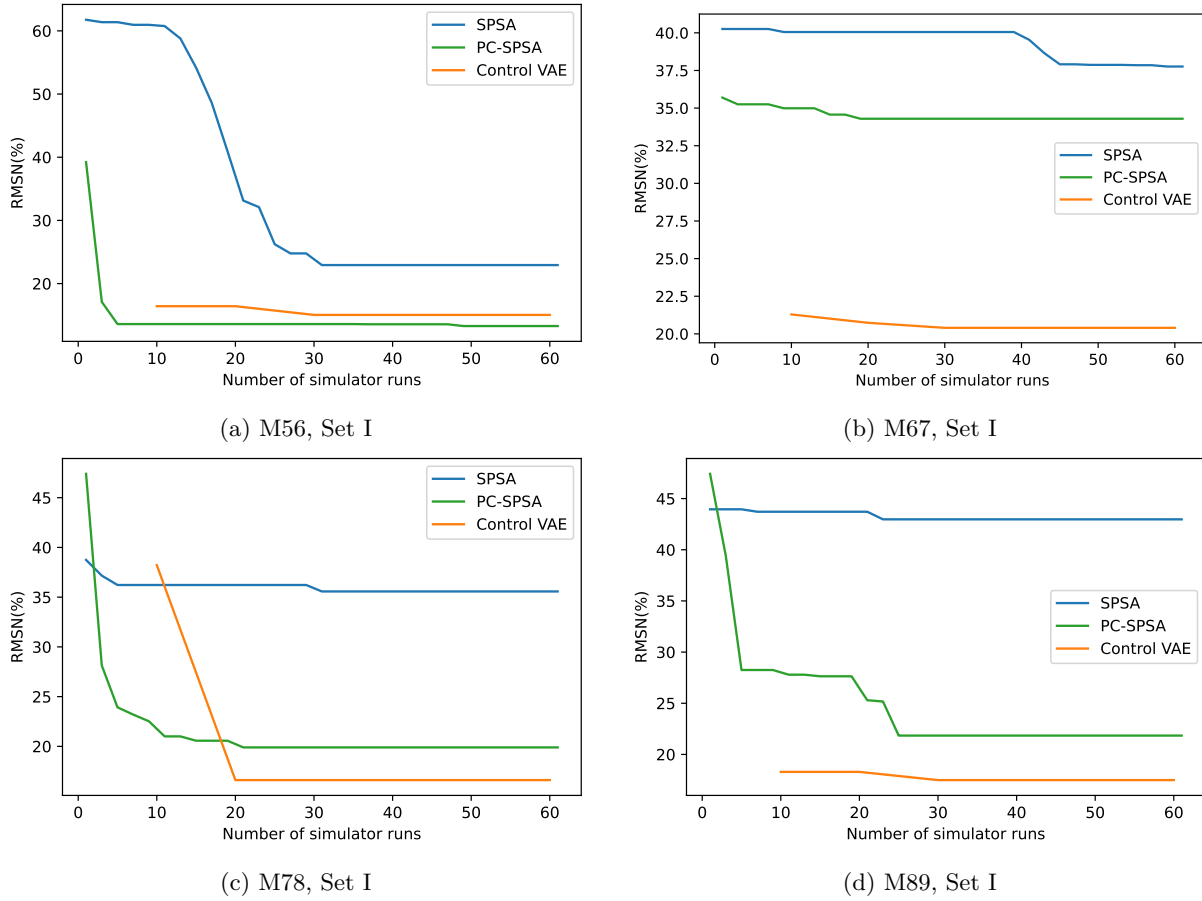 60
50
40
30
20
RMSN(%)
SPSA
PC-SPSA
Control VAE
0 10 20 30 40 50 60
Number of simulator runs
(a) M56, Set I
40.0
37.5
35.0
32.5
30.0
27.5
25.0
22.5
20.0
RMSN(%)
SPSA
PC-SPSA
Control VAE
0 10 20 30 40 50 60
Number of simulator runs
(b) M67, Set I
45
40
35
30
25
20
RMSN(%)
SPSA
PC-SPSA
Control VAE
0 10 20 30 40 50 60
Number of simulator runs
(c) M78, Set I
45
40
35
30
25
20
RMSN(%)
SPSA
PC-SPSA
Control VAE
0 10 20 30 40 50 60
Number of simulator runs
(d) M89, Set I